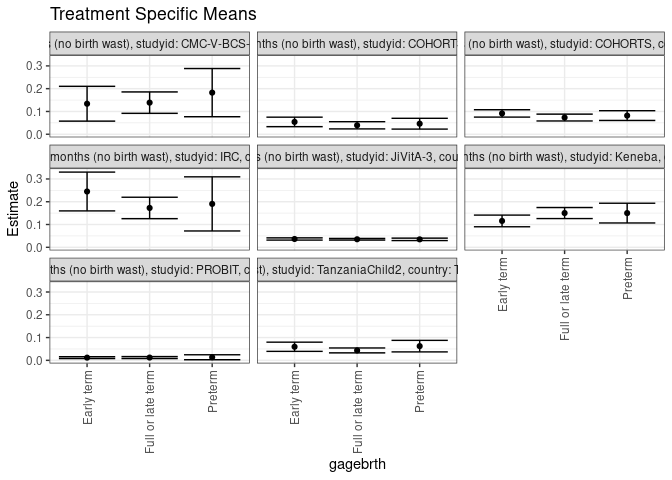 Treatment Specific Means
(no birth wast), studyid: CMC-V-BCS-
nths (no birth wast), studyid: COHORT
(no birth wast), studyid: COHORTS, c
0.3
0.2
0.1
0.0
months (no birth wast), studyid: IRC, c
s (no birth wast), studyid: JiVitA-3, cou
nths (no birth wast), studyid: Keneba,
0.3
0.2
0.1
0.0
Estimate
ths (no birth wast), studyid: PROBIT, c
st), studyid: TanzaniaChild2, country: T
0.3
0.2
0.1
0.0
Early term
Full or late term
Preterm
Early term
Full or late term
Preterm
Early term
Full or late term
Preterm
gagebrth